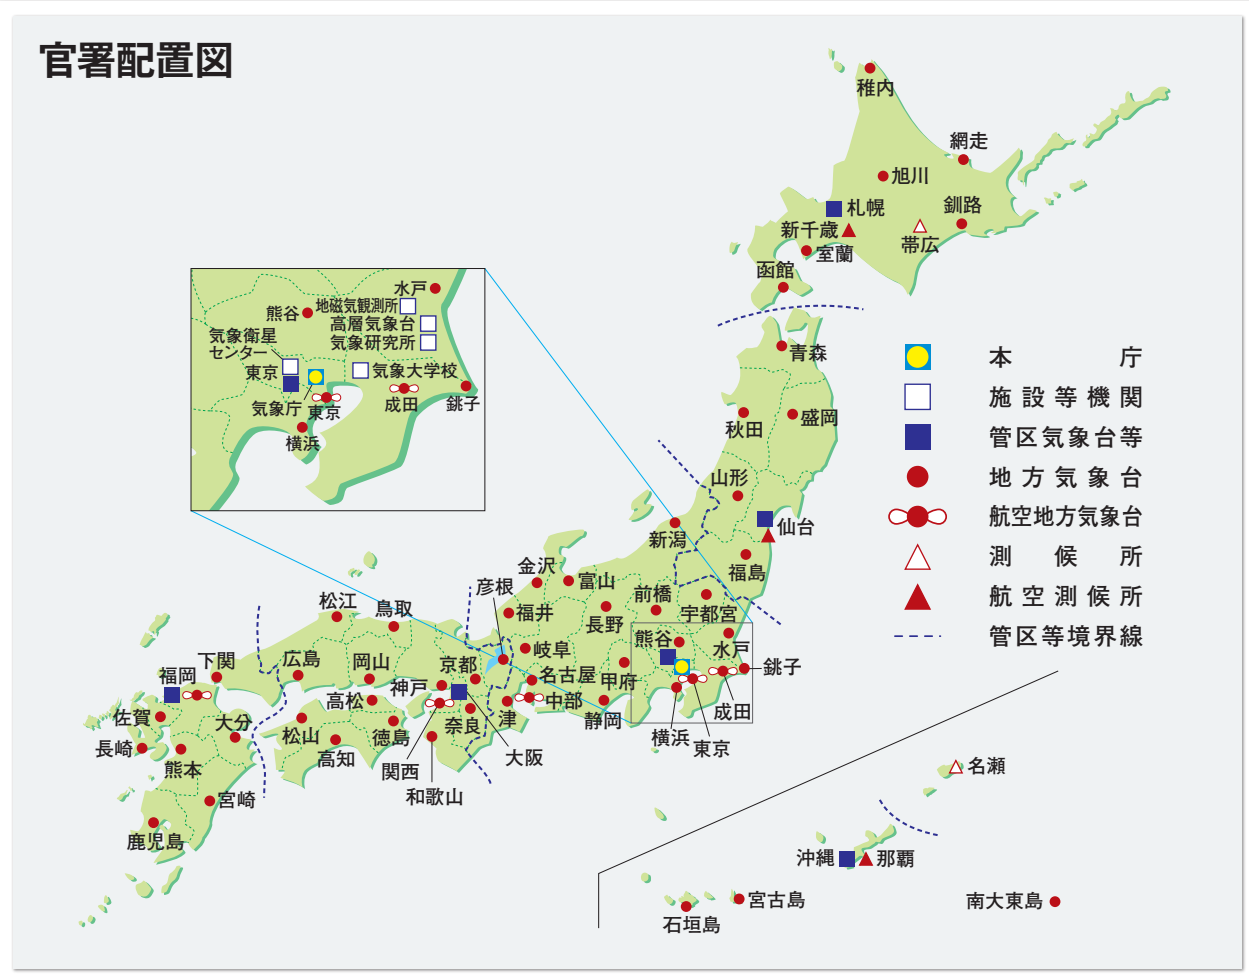 官署配置図
稚内
網走
旭川
釧路
札幌
新千歳
帯広
室蘭
函館
水戸
地磁気観測所
熊谷
高層気象台
気象衛星
センター
気象研究所
東京
気象大学校
気象庁
東京
成田
銚子
横浜
青森
本庁
施設等機関
秋田
盛岡
管区気象台等
山形
地方気象台
仙台
航空地方気象台
新潟
福島
測候所
金沢
富山
彦根
前橋
航空測候所
松江
鳥取
福井
長野
宇都宮
管区等境界線
熊谷
水戸
下関
広島
岡山
京都
岐阜
銚子
福岡
神戸
名古屋
甲府
佐賀
高松
津
中部
静岡
成田
大分
松山
徳島
奈良
横浜
東京
長崎
高知
大阪
熊本
関西
名瀬
宮崎
和歌山
鹿児島
沖縄
那覇
宮古島
南大東島
石垣島